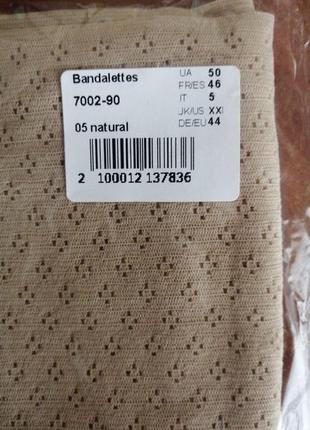 Bandalettes
7002-90
05 natural
UA 50
FR/ES 46
IT 5
JK/US XXl
DE/EU 44
2 100012 137836